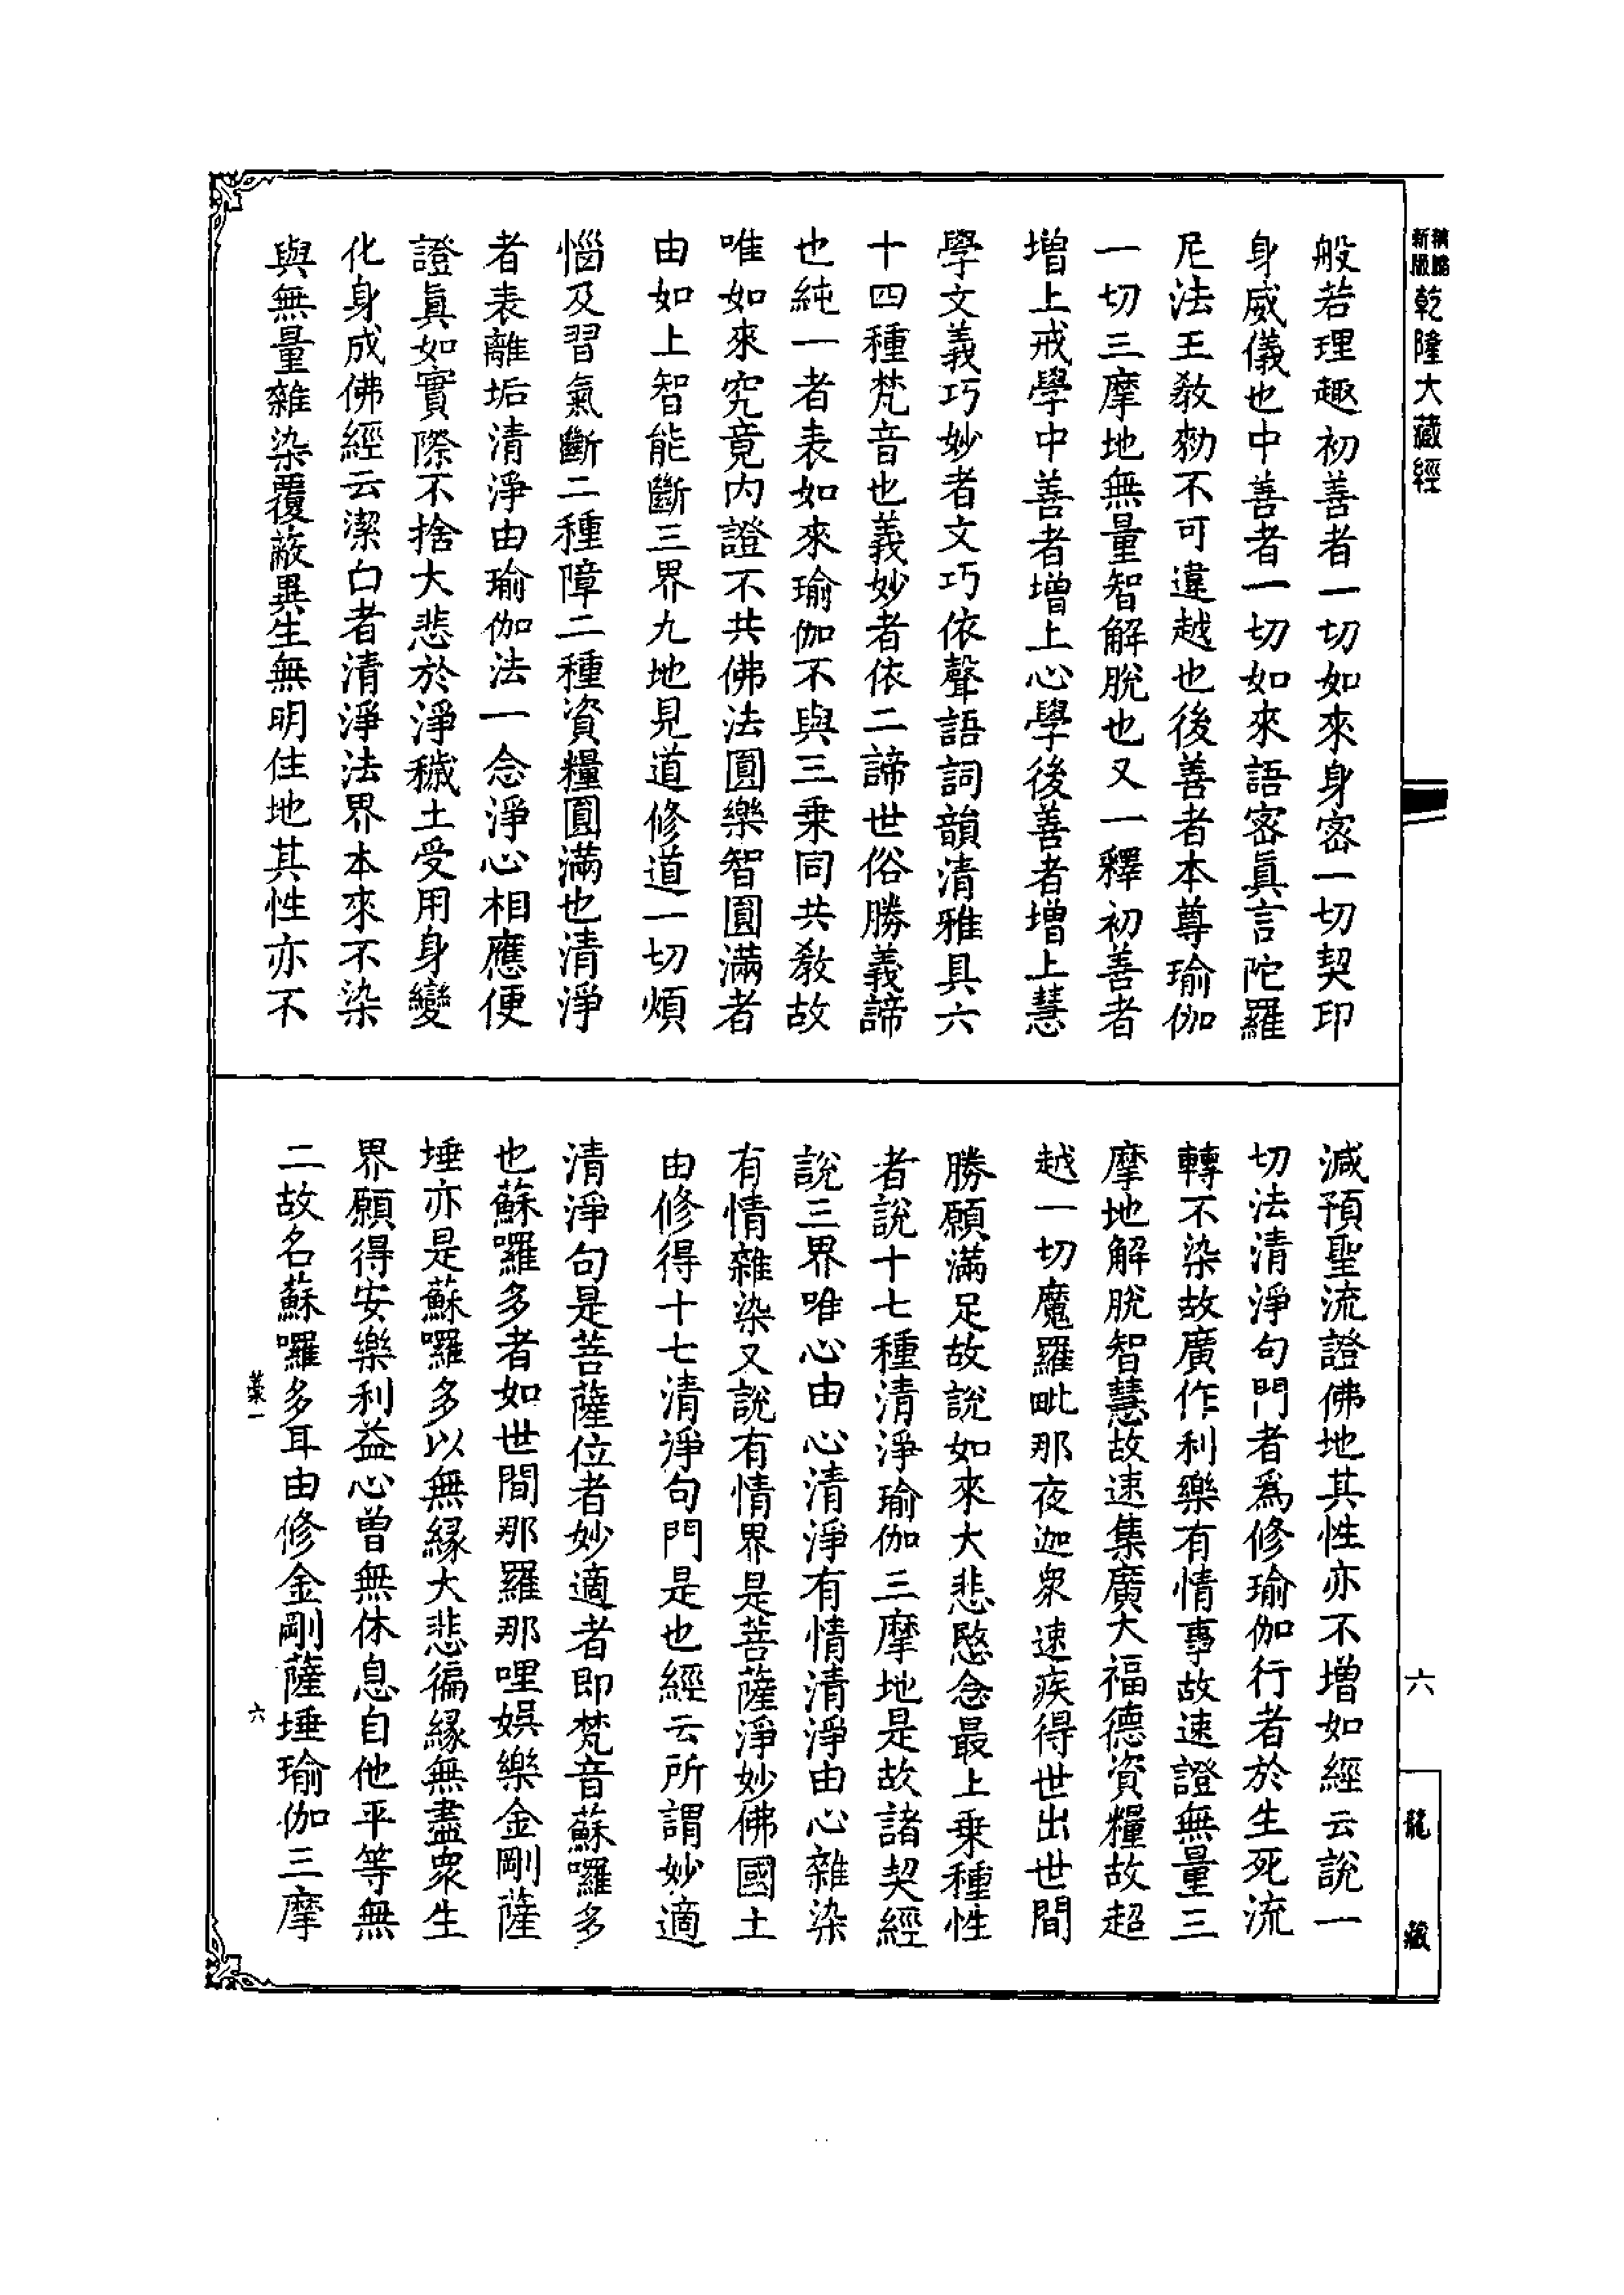 新版
乾隆大藏經
般若理趣初善者一切如來身密一切契印
身威儀也中善者一切如來語密眞言陀羅
尼法王教勑不可違越也後善者本尊瑜伽
一切三摩地無量智解脫也又一釋初善者
增上戒學中善者增上心學後善者增上慧
學文義巧妙者文巧依聲語詞韻清雅具六
十四種梵音也義妙者依二諦世俗勝義諦
也純一者表如來瑜伽不與三乗同共教故
唯如來究竟內證不共佛法圓樂智圓滿者
由如上智能斷三界九地見道修道一切煩
惱及習氣斷二種障二種資糧圓滿也清淨
者表離垢清淨由瑜伽法一念淨心相應便
證眞如實際不捨大悲於淨穢土受用身變
化身成佛經云潔白者清淨法界本來不染
與無量雜染覆蔽異生無明住地其性亦不
減預聖流證佛地其性亦不增如經云說一
切法清淨句門者爲修瑜伽行者於生死流
轉不染故廣作利樂有情事故速證無量三
摩地解脫智慧故速集廣大福德資糧故超
越一切魔羅毗那夜迦衆速疾得世出世間
勝願滿足故說如來大悲愍念最上乗種性
者說十七種清淨瑜伽三摩地是故諸契經
說三界唯心由心清淨有情清淨由心雜染
有情雜染又說有情界是菩薩淨妙佛國土
由修得十七清淨句門是也經云所謂妙適
清淨句是菩薩位者妙適者即梵音蘇囉多
也蘇囉多者如世間那羅那哩娛樂金剛薩
埵亦是蘇囉多以無緣大悲徧緣無盡衆生
界願得安樂利益心曾無休息自他平等無
二故名蘇囉多耳由修金剛薩埵瑜伽三摩
六
六
龍藏